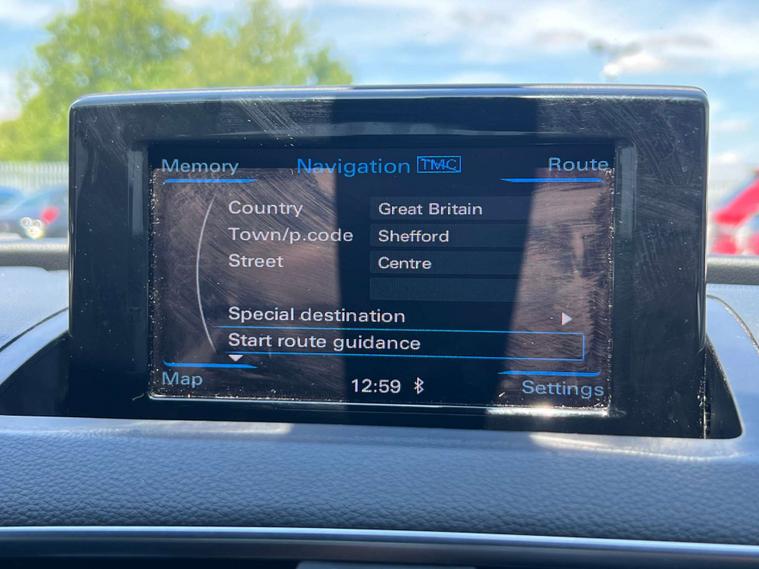 Memory Navigation TMC Route
Country Great Britain
Town/p.code Shefford
Street Centre
Special destination
Start route guidance
Map 12:59 Settings